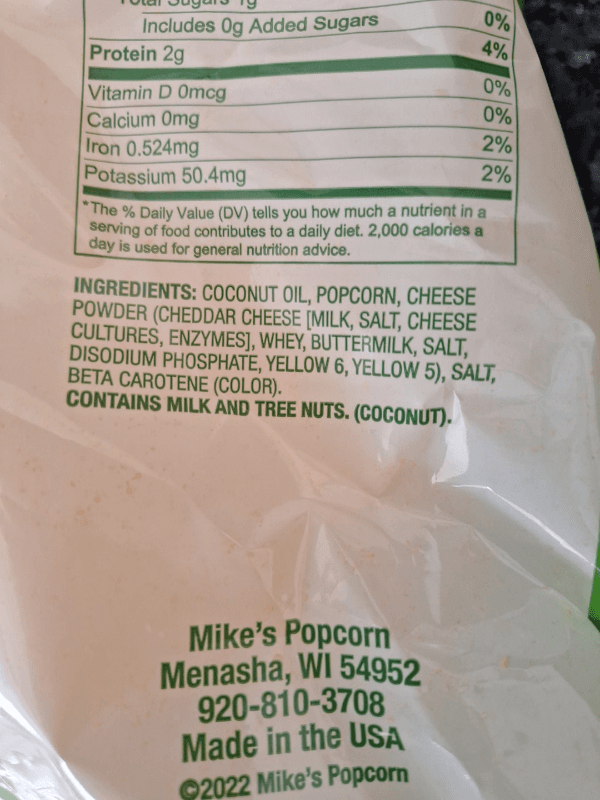 Total Sugars 1g
Includes 0g Added Sugars 0%
Protein 2g 4%
Vitamin D 0mcg 0%
Calcium 0mg 0%
Iron 0.524mg 2%
Potassium 50.4mg 2%
*The % Daily Value (DV) tells you how much a nutrient in a
serving of food contributes to a daily diet. 2,000 calories a
day is used for general nutrition advice.
INGREDIENTS: COCONUT OIL, POPCORN, CHEESE
POWDER (CHEDDAR CHEESE [MILK, SALT, CHEESE
CULTURES, ENZYMES], WHEY, BUTTERMILK, SALT,
DISODIUM PHOSPHATE, YELLOW 6, YELLOW 5), SALT,
BETA CAROTENE (COLOR).
CONTAINS MILK AND TREE NUTS. (COCONUT).
Mike's Popcorn
Menasha, WI 54952
920-810-3708
Made in the USA
©2022 Mike's Popcorn